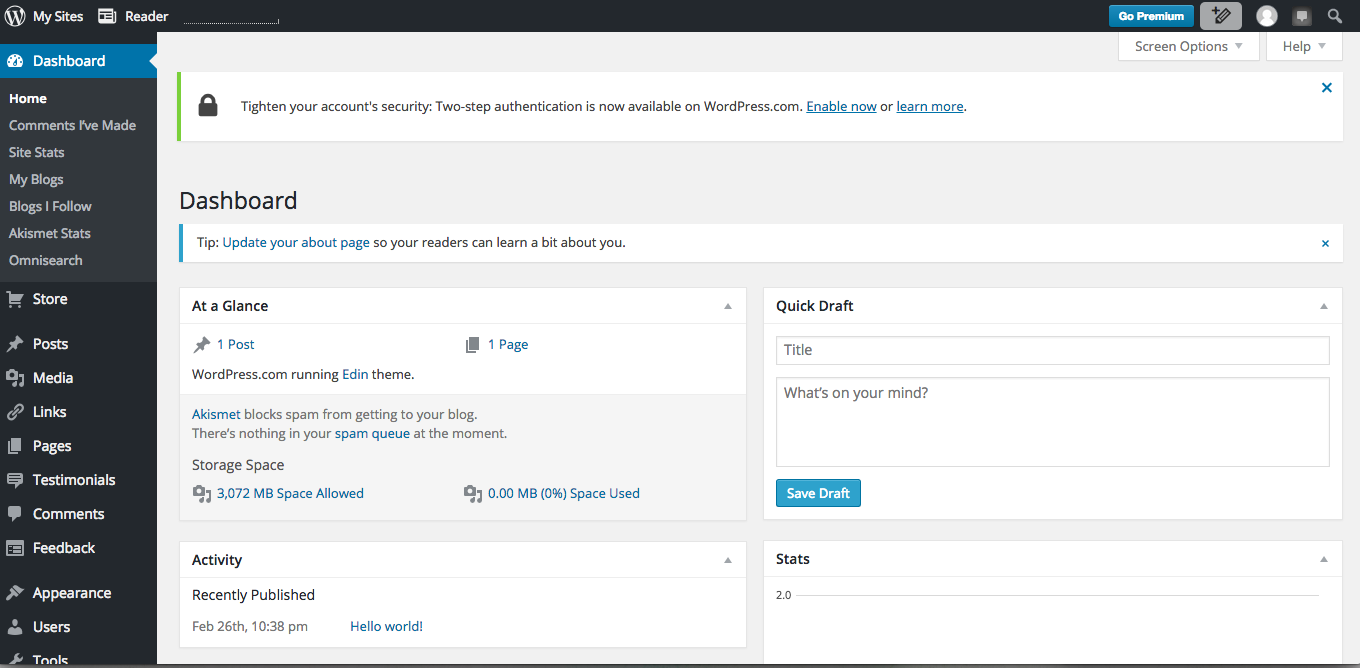 My Sites Reader
Go Premium
Screen Options Help
Dashboard
Home
Comments I've Made
Site Stats
My Blogs
Blogs I Follow
Akismet Stats
Omnisearch
Store
Posts
Media
Links
Pages
Testimonials
Comments
Feedback
Appearance
Users
Tools
Tighten your account's security: Two-step authentication is now available on WordPress.com. Enable now or learn more.
Dashboard
Tip: Update your about page so your readers can learn a bit about you.
At a Glance
1 Post 1 Page
WordPress.com running Edin theme.
Akismet blocks spam from getting to your blog.
There's nothing in your spam queue at the moment.
Storage Space
3,072 MB Space Allowed 0.00 MB (0%) Space Used
Activity
Recently Published
Feb 26th, 10:38 pm Hello world!
Quick Draft
Title
What's on your mind?
Save Draft
Stats
2.0